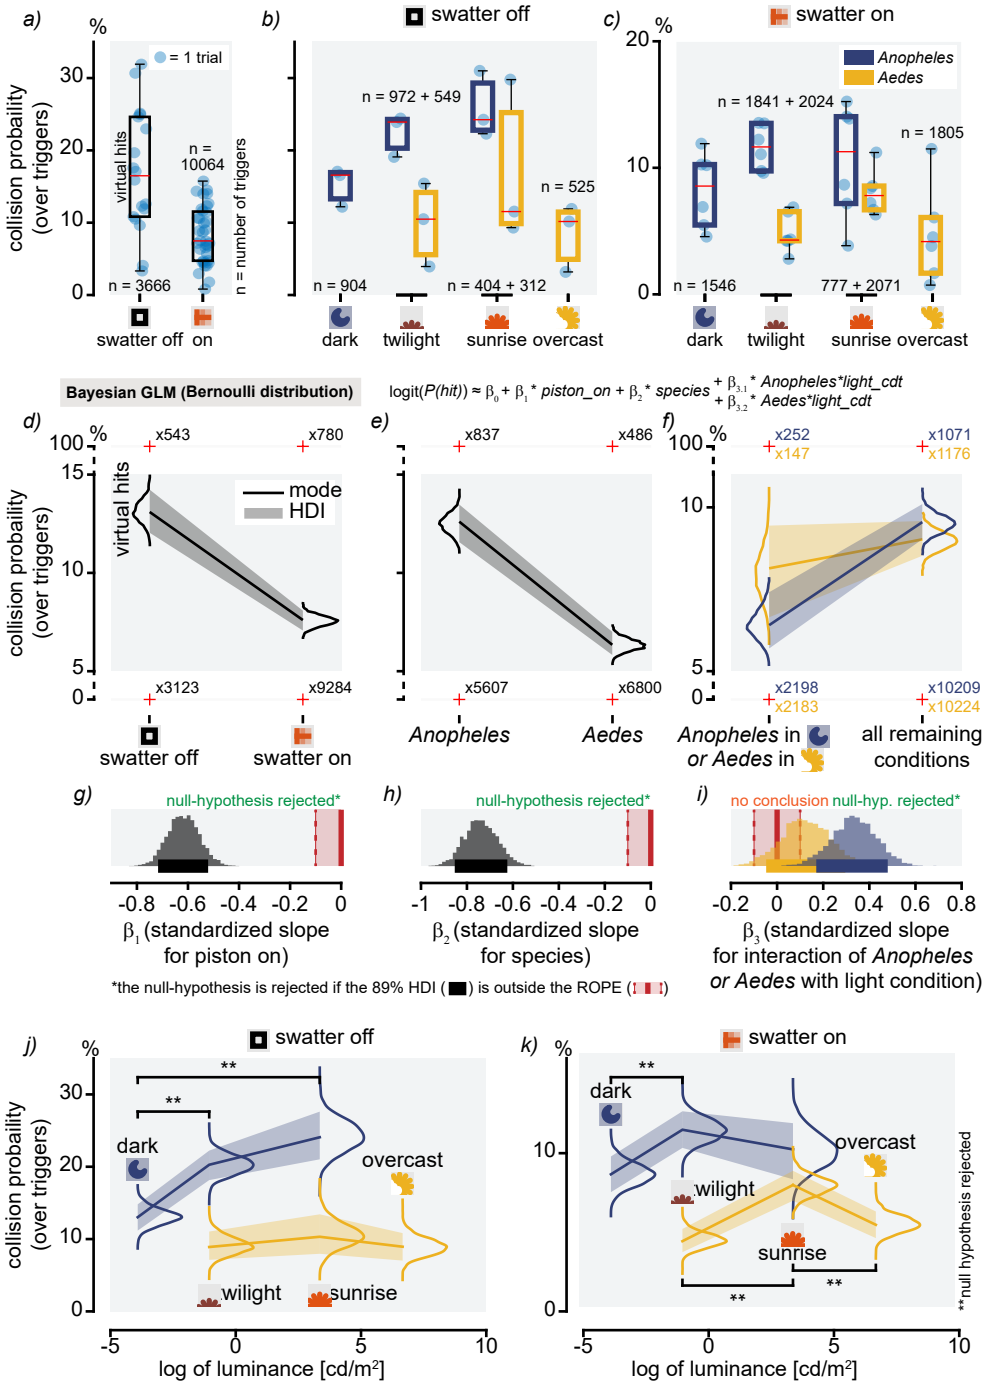 a)
%
= 1 trial
virtual hits
n =
10064
n = 3666
n = number of triggers
30
20
10
0
collision probaility
(over triggers)
swatter off
on
b)
swatter off
n = 972 + 549
n = 525
n = 904
n = 404 + 312
30
20
10
0
dark
twilight
sunrise
overcast
c)
swatter on
%
Anopheles
Aedes
n = 1841 + 2024
n = 1805
n = 1546
777 + 2071
20
10
0
dark
twilight
sunrise
overcast
Bayesian GLM (Bernoulli distribution)
logit(P(hit)) ≈ β0 + β1* piston_on + β2* species + β3.1* Anopheles*light_cdt
+ β3.2* Aedes*light_cdt
d)
%
100
15
10
5
0
x543
x780
virtual hits
mode
HDI
x3123
x9284
collision probaility
(over triggers)
swatter off
swatter on
e)
x837
x486
x5607
x6800
Anopheles
Aedes
f)
%
100
10
5
0
x252
x147
x1071
x1176
x2198
x2183
x10209
x10224
Anopheles in
or Aedes in
all remaining
conditions
g)
null-hypothesis rejected*
-0.8
-0.6
-0.4
-0.2
0
β1 (standardized slope
for piston on)
h)
null-hypothesis rejected*
-1
-0.8
-0.6
-0.4
-0.2
0
β2 (standardized slope
for species)
i)
no conclusion
null-hyp. rejected*
-0.2
0
0.2
0.4
0.6
0.8
β3 (standardized slope
for interaction of Anopheles
or Aedes with light condition)
*the null-hypothesis is rejected if the 89% HDI ( ) is outside the ROPE ( )
j)
swatter off
%
30
20
10
0
collision probaility
(over triggers)
**
**
dark
overcast
twilight
sunrise
-5
0
5
10
log of luminance [cd/m2]
k)
swatter on
%
10
0
**
dark
overcast
twilight
sunrise
**
**
**null hypothesis rejected
-5
0
5
10
log of luminance [cd/m2]